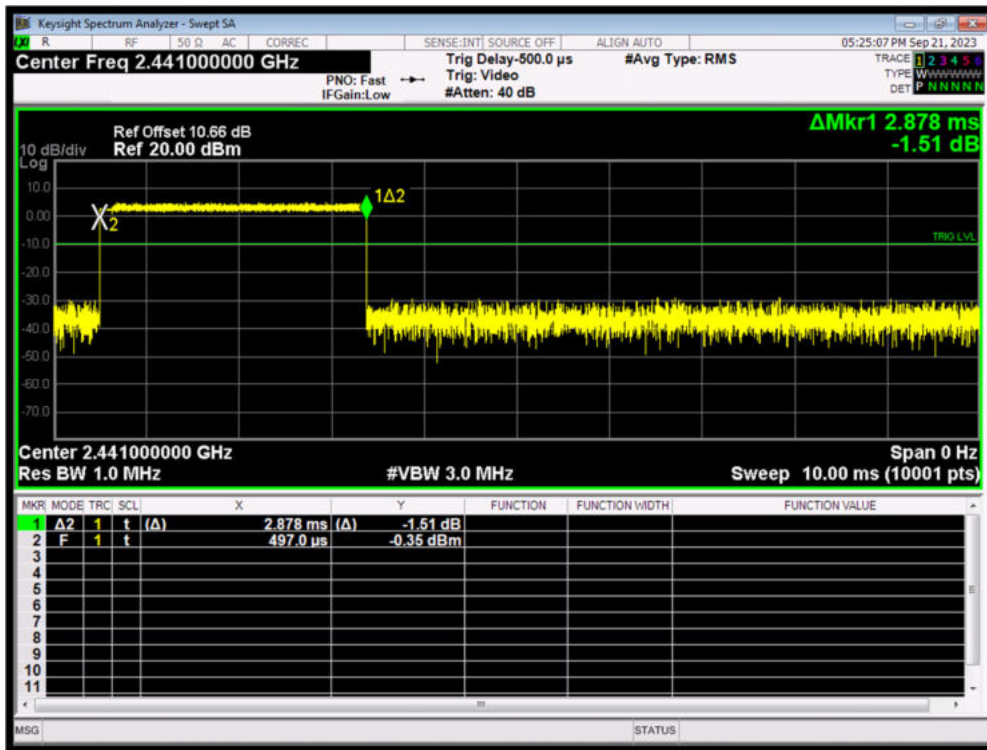 Keysight Spectrum Analyzer - Swept SA
LXI R RF 50 Ω AC CORREC SENSE:INT SOURCE OFF ALIGN AUTO 05:25:07 PM Sep 21, 2023
Center Freq 2.441000000 GHz
PNO: Fast
IFGain:Low
Trig Delay-500.0 µs
Trig: Video
#Atten: 40 dB
#Avg Type: RMS
TRACE 1 2 3 4 5 6
TYPE W
DET P N N N N N
ΔMkr1 2.878 ms
-1.51 dB
Ref Offset 10.66 dB
10 dB/div Ref 20.00 dBm
Log
10.0
0.00
-10.0
-20.0
-30.0
-40.0
-50.0
-60.0
-70.0
1Δ2
2
TRIG LVL
Center 2.441000000 GHz Span 0 Hz
Res BW 1.0 MHz #VBW 3.0 MHz Sweep 10.00 ms (10001 pts)
MKR MODE TRC SCL X Y FUNCTION FUNCTION WIDTH FUNCTION VALUE
1 Δ2 1 t (Δ) 2.878 ms (Δ) -1.51 dB
2 F 1 t 497.0 µs -0.35 dBm
3
4
5
6
7
8
9
10
11
MSG STATUS